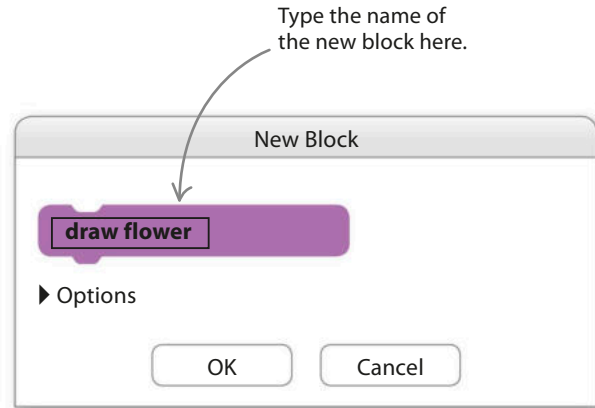 Type the name of
the new block here.
New Block
draw flower
Options
OK
Cancel